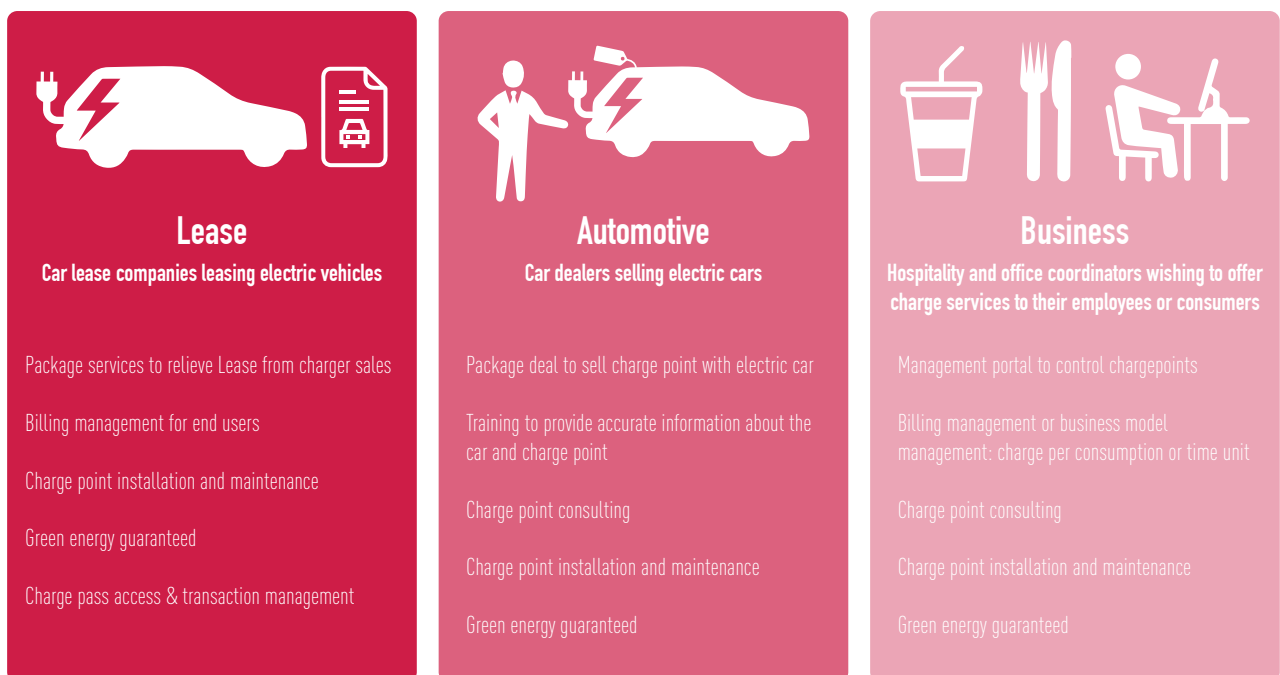 Lease
Car lease companies leasing electric vehicles
Package services to relieve Lease from charger sales
Billing management for end users
Charge point installation and maintenance
Green energy guaranteed
Charge pass access & transaction management
Automotive
Car dealers selling electric cars
Package deal to sell charge point with electric car
Training to provide accurate information about the
car and charge point
Charge point consulting
Charge point installation and maintenance
Green energy guaranteed
Business
Hospitality and office coordinators wishing to offer
charge services to their employees or consumers
Management portal to control chargepoints
Billing management or business model
management: charge per consumption or time unit
Charge point consulting
Charge point installation and maintenance
Green energy guaranteed